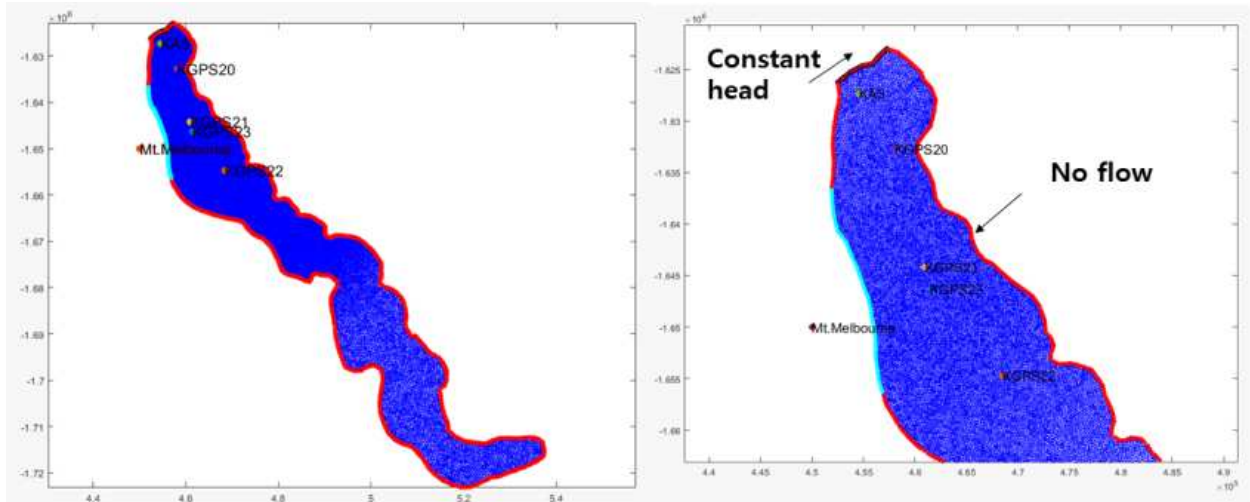 ×10⁶
-1.63
-1.64
-1.650
-1.66
-1.67
-1.68
-1.69
-1.7
-1.71
-1.72
4.4
4.6
4.8
5
5.2
5.4
KGPS20
KGPS21
KGPS23
Mt.Melbourne
KGPS22
×10⁶
-1.625
-1.63
-1.635
-1.64
-1.645
-1.65
-1.655
-1.66
4.4
4.45
4.5
4.55
4.6
4.65
4.7
4.75
4.8
4.85
4.9
×10⁵
Constant
head
No flow
KGPS20
KGPS21
KGPS23
Mt.Melbourne
KGPS22